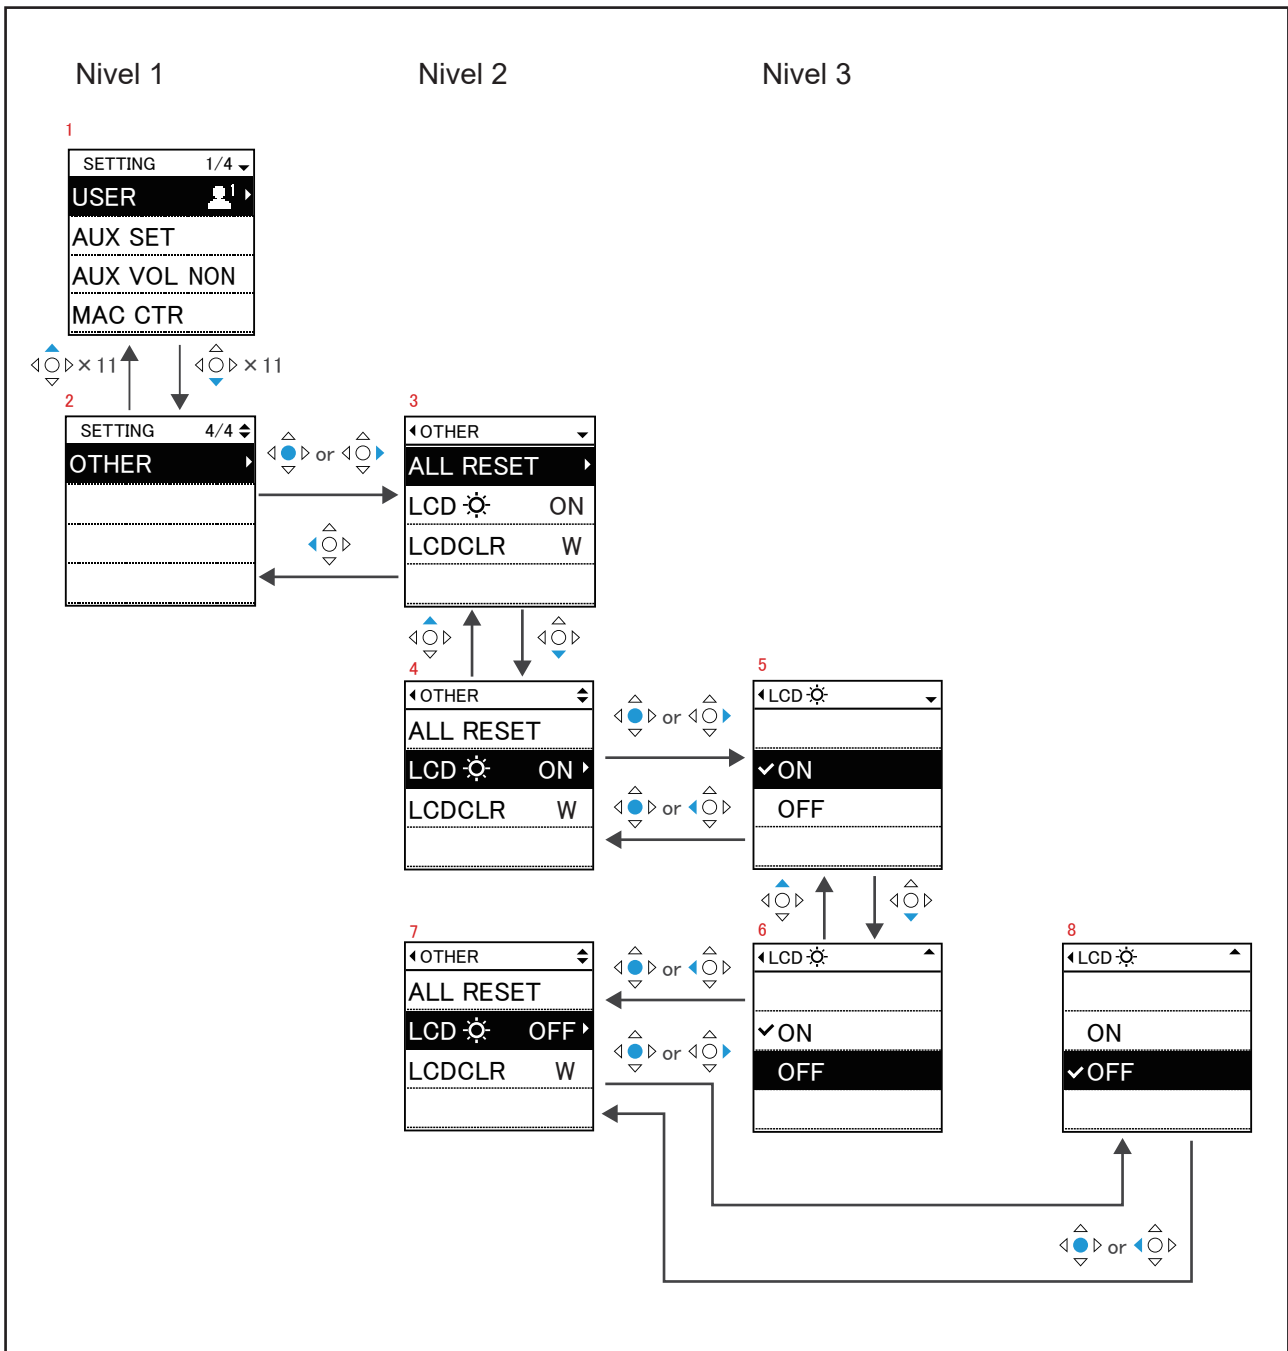 Nivel 1
Nivel 2
Nivel 3
1
SETTING 1/4
USER 1
AUX SET
AUX VOL NON
MAC CTR
×11
×11
2
SETTING 4/4
OTHER
or
3
OTHER
ALL RESET
LCD ON
LCDCLR W
4
OTHER
ALL RESET
LCD ON
LCDCLR W
or
or
5
LCD
ON
OFF
7
OTHER
ALL RESET
LCD OFF
LCDCLR W
or
or
6
LCD
ON
OFF
8
LCD
ON
OFF
or